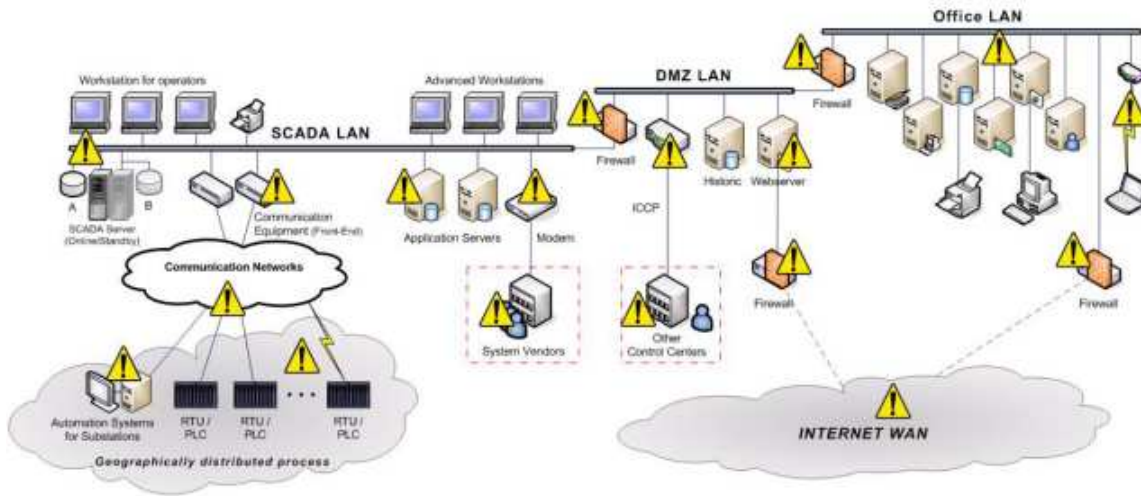 Office LAN
DMZ LAN
Workstation for operators
Advanced Workstations
Firewall
SCADA LAN
Firewall
Historic
Webserver
A
B
SCADA Server
(Online/Standby)
Communication
Equipment (Front-End)
Application Servers
Modem
ICCP
Communication Networks
Firewall
Firewall
System Vendors
Other
Control Centers
Automation Systems
for Substations
RTU /
PLC
RTU /
PLC
• • •
RTU /
PLC
Geographically distributed process
INTERNET WAN